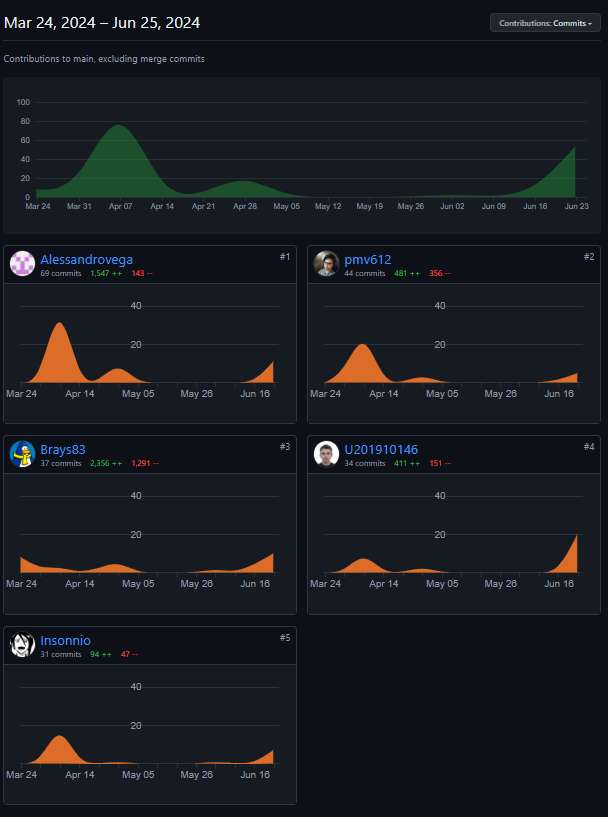 Mar 24, 2024 – Jun 25, 2024
Contributions: Commits
Contributions to main, excluding merge commits
100
80
60
40
20
0
Mar 24 Mar 31 Apr 07 Apr 14 Apr 21 Apr 28 May 05 May 12 May 19 May 26 Jun 02 Jun 09 Jun 16 Jun 23
Alessandrovega #1
69 commits 1,547 ++ 143 --
40
20
Mar 24 Apr 14 May 05 May 26 Jun 16
pmv612 #2
44 commits 481 ++ 356 --
40
20
Mar 24 Apr 14 May 05 May 26 Jun 16
Brays83 #3
37 commits 2,356 ++ 1,291 --
40
20
Mar 24 Apr 14 May 05 May 26 Jun 16
U201910146 #4
34 commits 411 ++ 151 --
40
20
Mar 24 Apr 14 May 05 May 26 Jun 16
Insonnio #5
31 commits 94 ++ 47 --
40
20
Mar 24 Apr 14 May 05 May 26 Jun 16